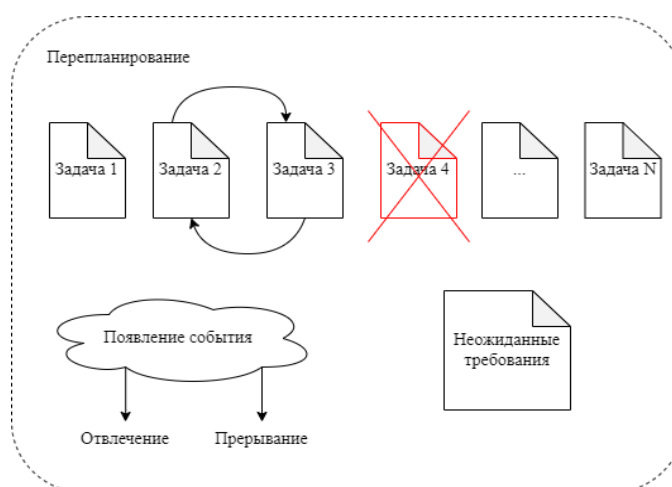 Перепланирование
Задача 1
Задача 2
Задача 3
Задача 4
...
Задача N
Появление события
Неожиданные
требования
Отвлечение
Прерывание